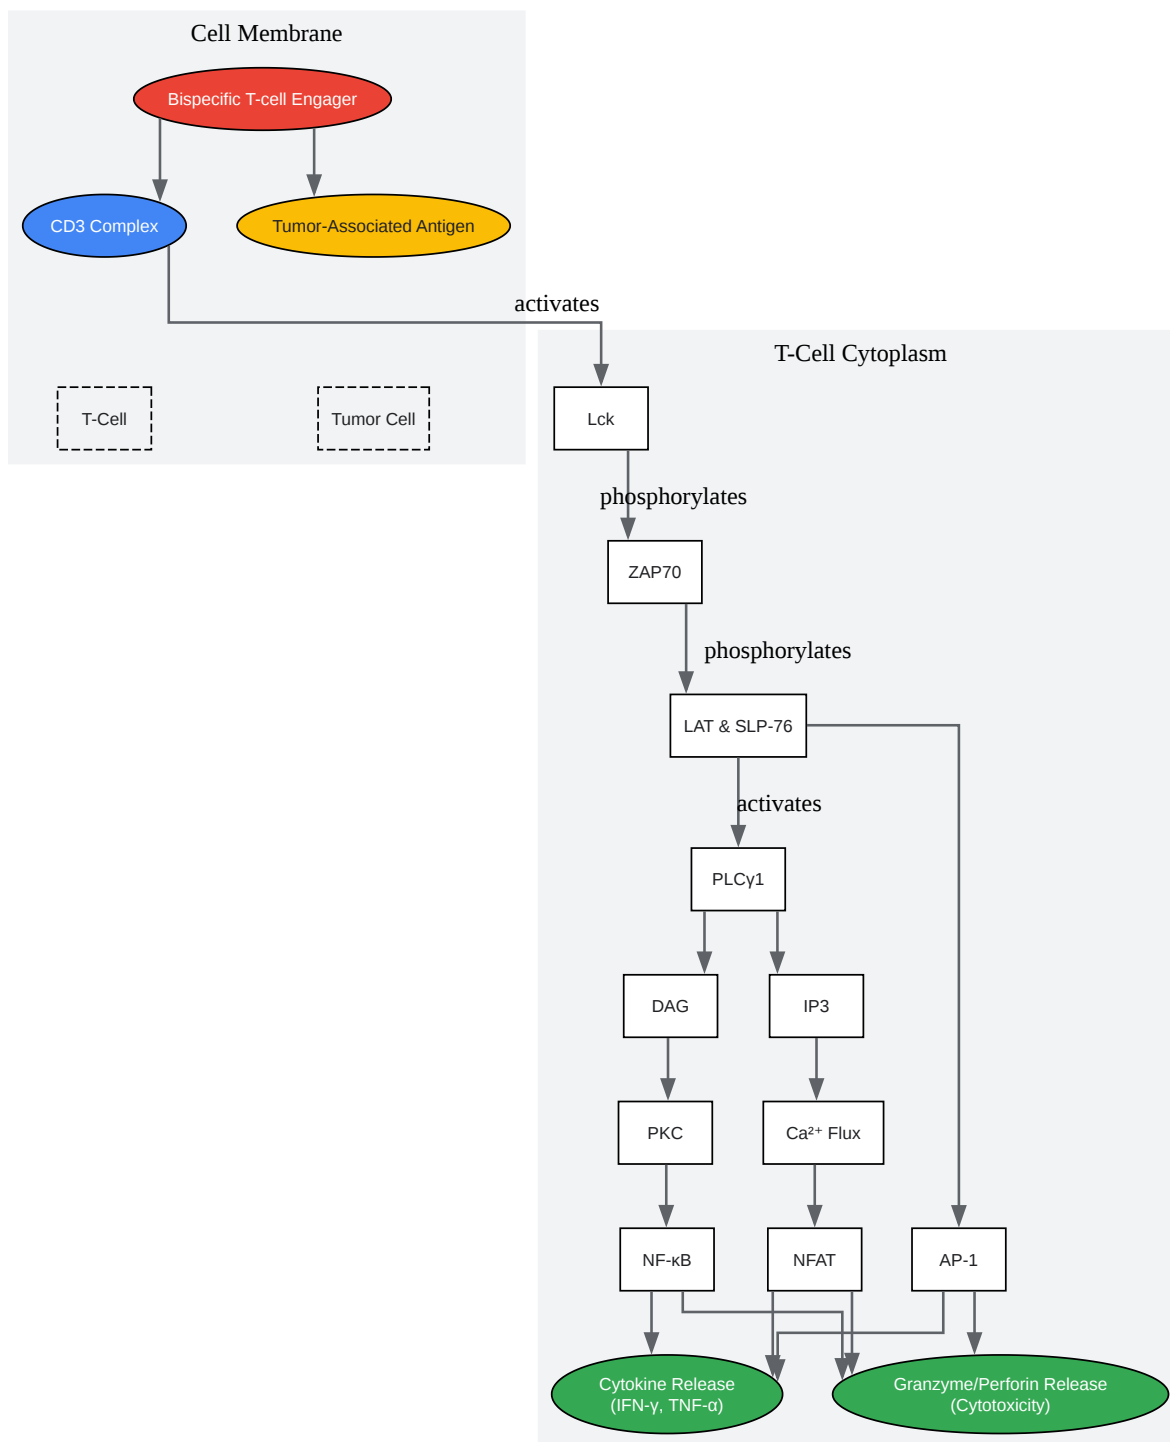 Cell Membrane
Bispecific T-cell Engager
CD3 Complex
Tumor-Associated Antigen
activates
T-Cell Cytoplasm
T-Cell
Tumor Cell
Lck
phosphorylates
ZAP70
phosphorylates
LAT & SLP-76
activates
PLCγ1
DAG
IP3
PKC
Ca²⁺ Flux
NF-κB
NFAT
AP-1
Cytokine Release
(IFN-γ, TNF-α)
Granzyme/Perforin Release
(Cytotoxicity)